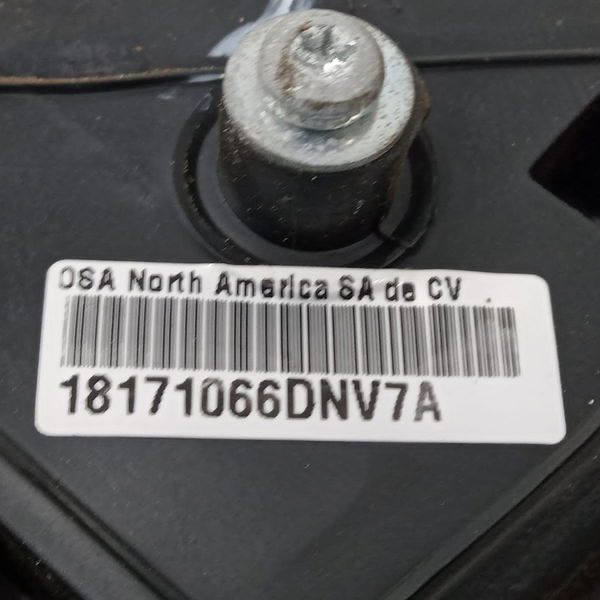 OSA North America SA de CV
18171066DNV7A